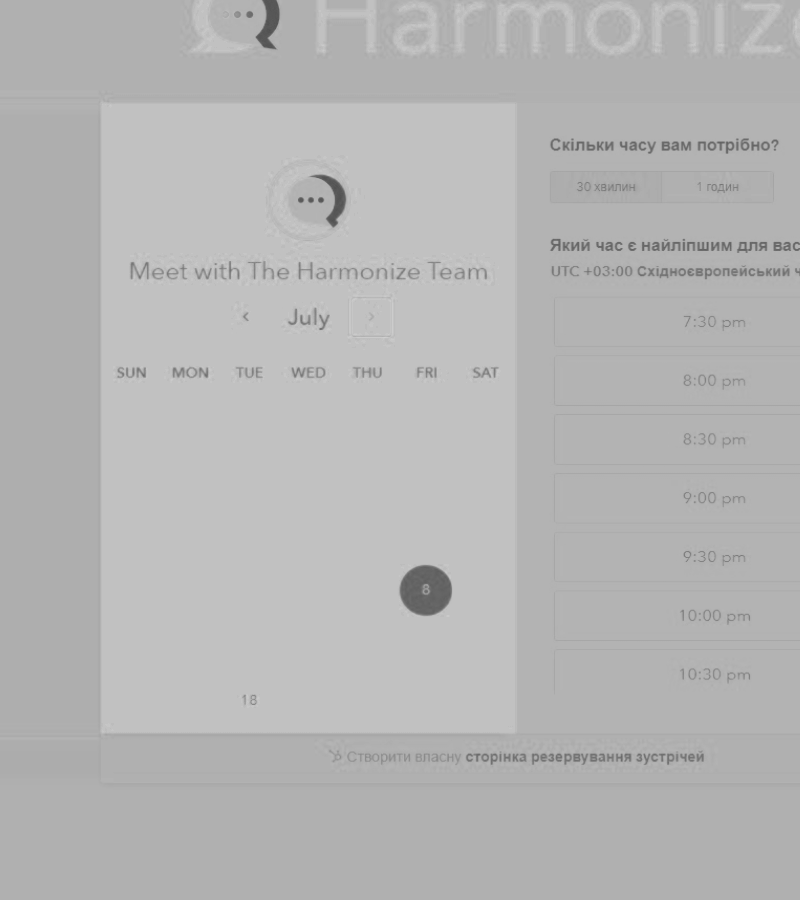 Harmonize
Meet with The Harmonize Team
July
SUN MON TUE WED THU FRI SAT
8
18
Скільки часу вам потрібно?
30 хвилин 1 годин
Який час є найліпшим для вас
UTC +03:00 Східноєвропейський ч
7:30 pm
8:00 pm
8:30 pm
9:00 pm
9:30 pm
10:00 pm
10:30 pm
Створити власну сторінка резервування зустрічей